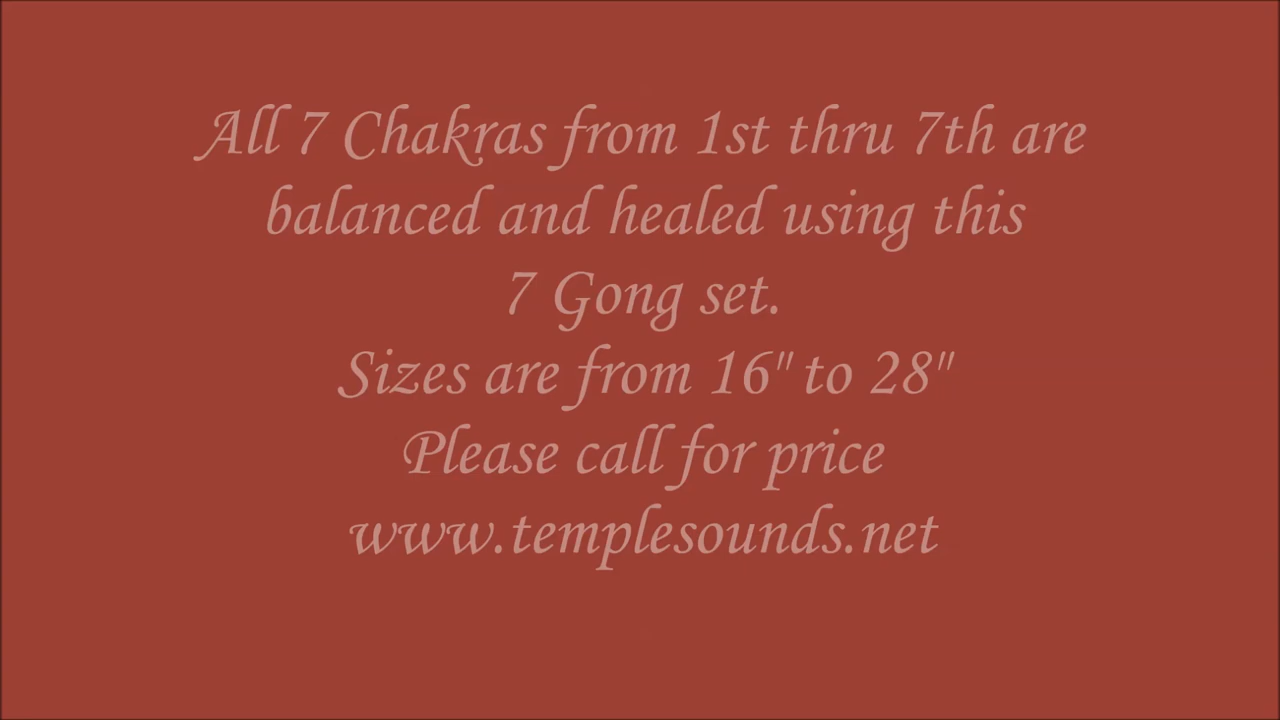 All 7 Chakras from 1st thru 7th are
balanced and healed using this
7 Gong set.
Sizes are from 16" to 28"
Please call for price
www.templesounds.net